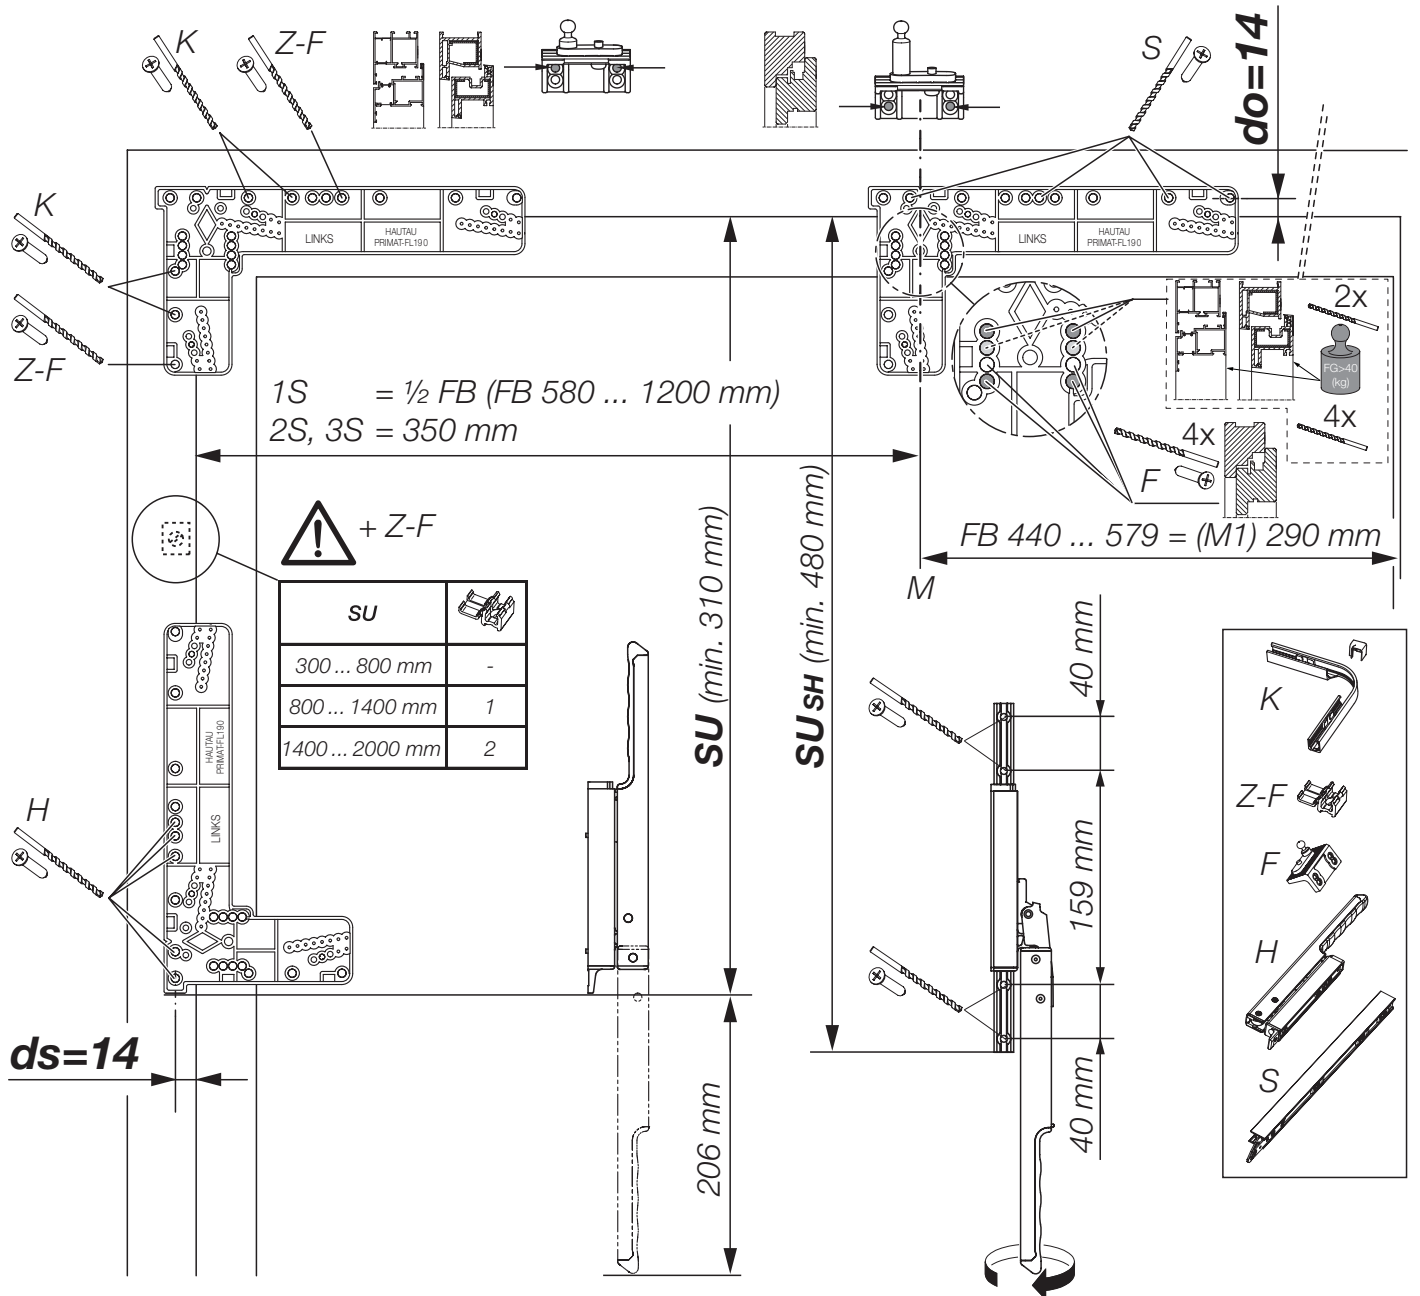 K
Z-F
S
do=14
K
Z-F
LINKS
HAUTAU
PRIMAT-FL190
LINKS
HAUTAU
PRIMAT-FL190
1S = ½ FB (FB 580 ... 1200 mm)
2S, 3S = 350 mm
2x
FG>40
(kg)
4x
4x
F
FB 440 ... 579 = (M1) 290 mm
M
+ Z-F
SU
300 ... 800 mm -
800 ... 1400 mm 1
1400 ... 2000 mm 2
SU (min. 310 mm)
SU SH (min. 480 mm)
HAUTAU
PRIMAT-FL190
LINKS
H
ds=14
206 mm
40 mm
159 mm
40 mm
K
Z-F
F
H
S